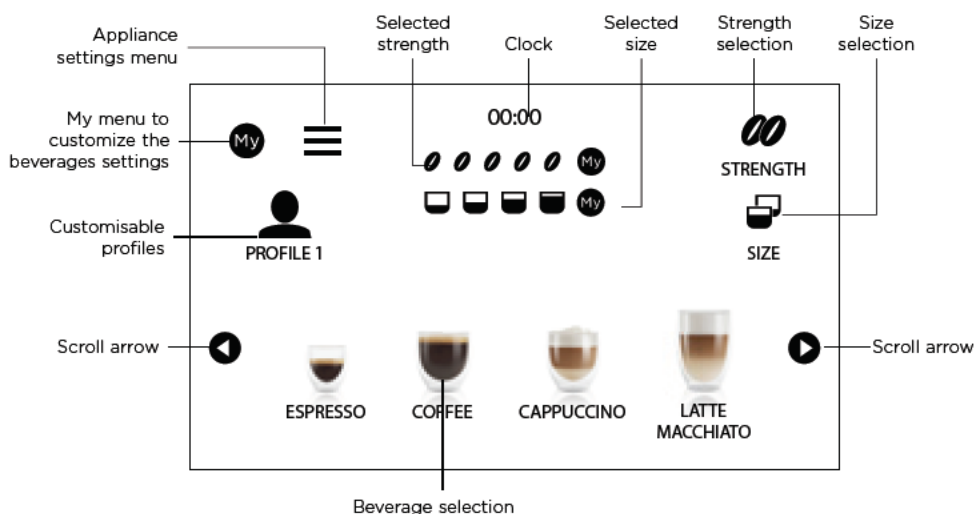 Appliance
settings menu
Selected
strength
Clock
Selected
size
Strength
selection
Size
selection
My menu to
customize the
beverages settings
My
00:00
My
STRENGTH
My
Customisable
profiles
PROFILE 1
SIZE
Scroll arrow
Scroll arrow
ESPRESSO
COFFEE
CAPPUCCINO
LATTE
MACCHIATO
Beverage selection